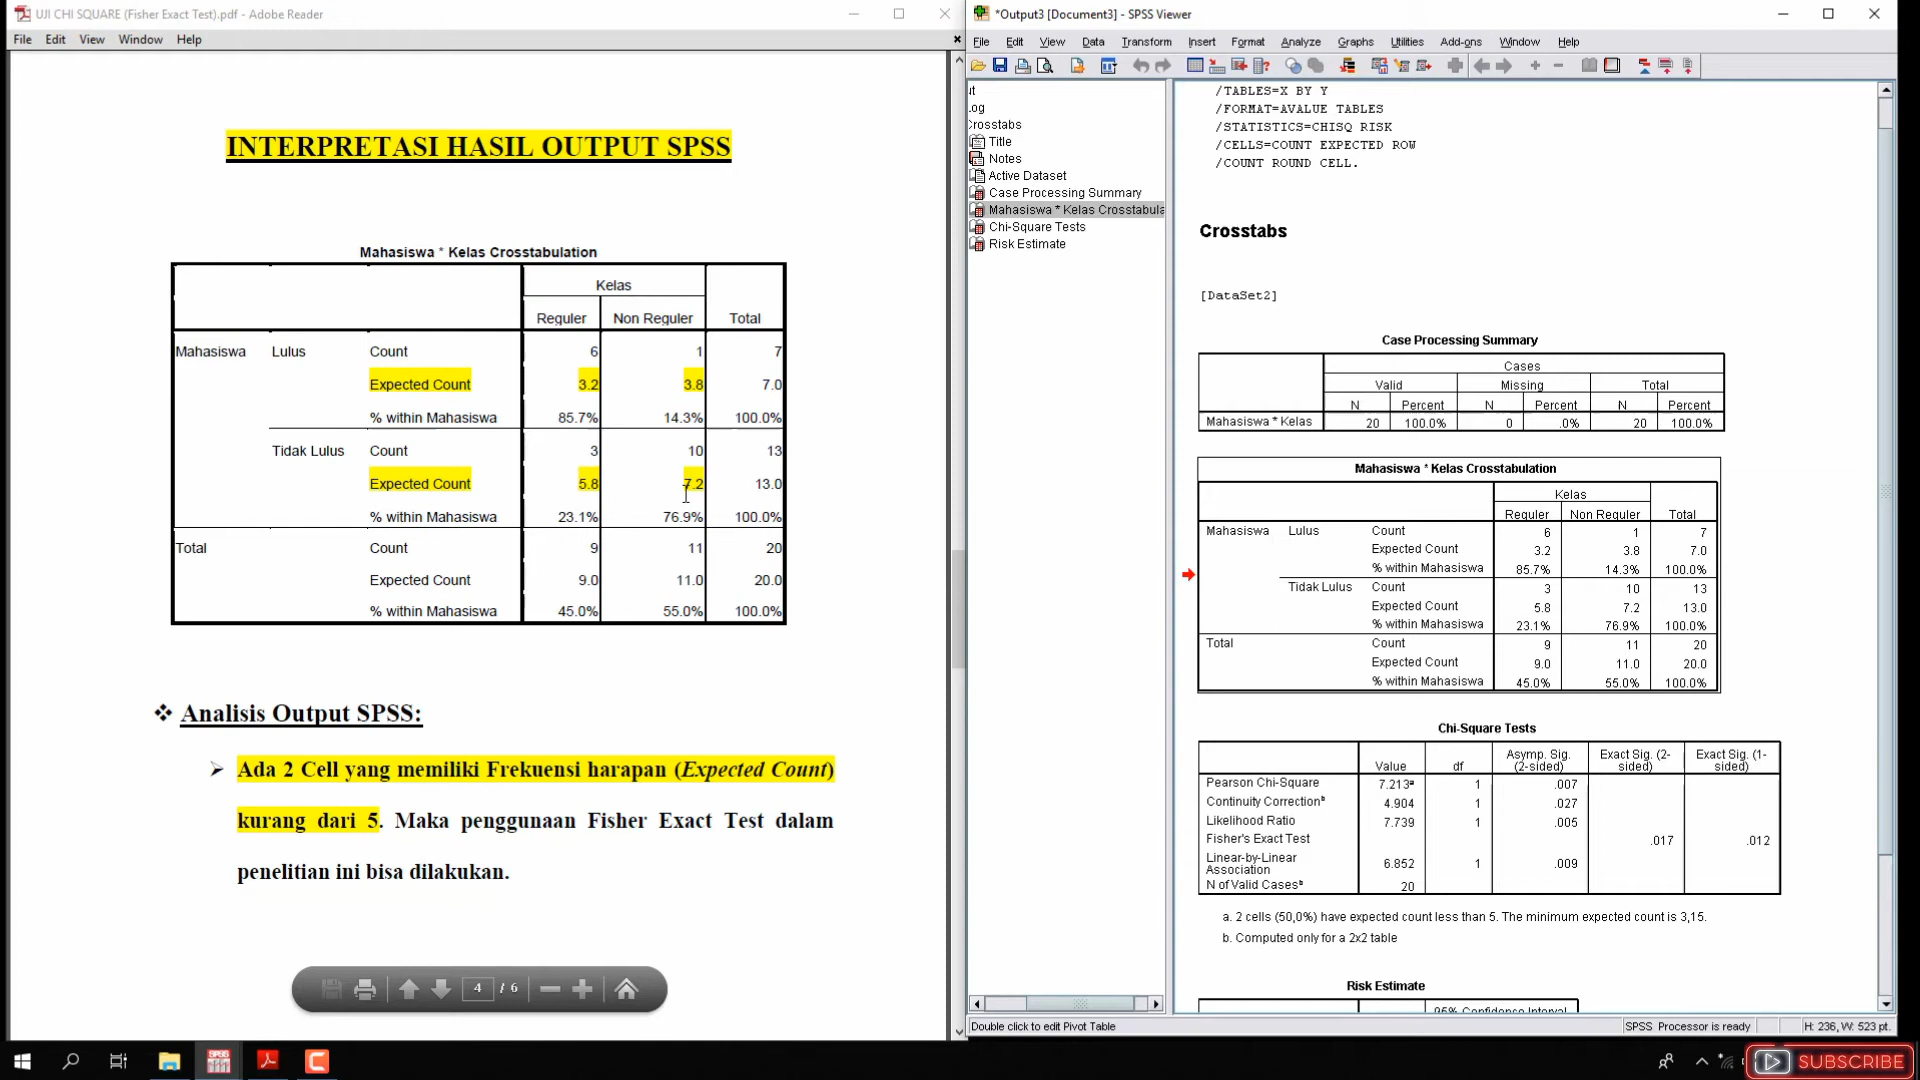 UJI CHI SQUARE (Fisher Exact Test).pdf - Adobe Reader
File Edit View Window Help
INTERPRETASI HASIL OUTPUT SPSS
Mahasiswa * Kelas Crosstabulation
Kelas
Reguler Non Reguler Total
Mahasiswa Lulus Count 6 1 7
Expected Count 3.2 3.8 7.0
% within Mahasiswa 85.7% 14.3% 100.0%
Tidak Lulus Count 3 10 13
Expected Count 5.8 7.2 13.0
% within Mahasiswa 23.1% 76.9% 100.0%
Total Count 9 11 20
Expected Count 9.0 11.0 20.0
% within Mahasiswa 45.0% 55.0% 100.0%
❖ Analisis Output SPSS:
➢ Ada 2 Cell yang memiliki Frekuensi harapan (Expected Count)
kurang dari 5. Maka penggunaan Fisher Exact Test dalam
penelitian ini bisa dilakukan.
4 / 6
*Output3 [Document3] - SPSS Viewer
File Edit View Data Transform Insert Format Analyze Graphs Utilities Add-ons Window Help
ut
Log
Crosstabs
Title
Notes
Active Dataset
Case Processing Summary
Mahasiswa * Kelas Crosstabula
Chi-Square Tests
Risk Estimate
/TABLES=X BY Y
/FORMAT=AVALUE TABLES
/STATISTICS=CHISQ RISK
/CELLS=COUNT EXPECTED ROW
/COUNT ROUND CELL.
Crosstabs
[DataSet2]
Case Processing Summary
Cases
Valid Missing Total
N Percent N Percent N Percent
Mahasiswa * Kelas 20 100.0% 0 .0% 20 100.0%
Mahasiswa * Kelas Crosstabulation
Kelas
Reguler Non Reguler Total
Mahasiswa Lulus Count 6 1 7
Expected Count 3.2 3.8 7.0
% within Mahasiswa 85.7% 14.3% 100.0%
Tidak Lulus Count 3 10 13
Expected Count 5.8 7.2 13.0
% within Mahasiswa 23.1% 76.9% 100.0%
Total Count 9 11 20
Expected Count 9.0 11.0 20.0
% within Mahasiswa 45.0% 55.0% 100.0%
Chi-Square Tests
Value df Asymp. Sig. (2-sided) Exact Sig. (2-sided) Exact Sig. (1-sided)
Pearson Chi-Square 7.213a 1 .007
Continuity Correctionb 4.904 1 .027
Likelihood Ratio 7.739 1 .005
Fisher's Exact Test .017 .012
Linear-by-Linear Association 6.852 1 .009
N of Valid Casesb 20
a. 2 cells (50,0%) have expected count less than 5. The minimum expected count is 3,15.
b. Computed only for a 2x2 table
Risk Estimate
95% Confidence Interval
Double click to edit Pivot Table SPSS Processor is ready H: 236, W: 523 pt.
SUBSCRIBE